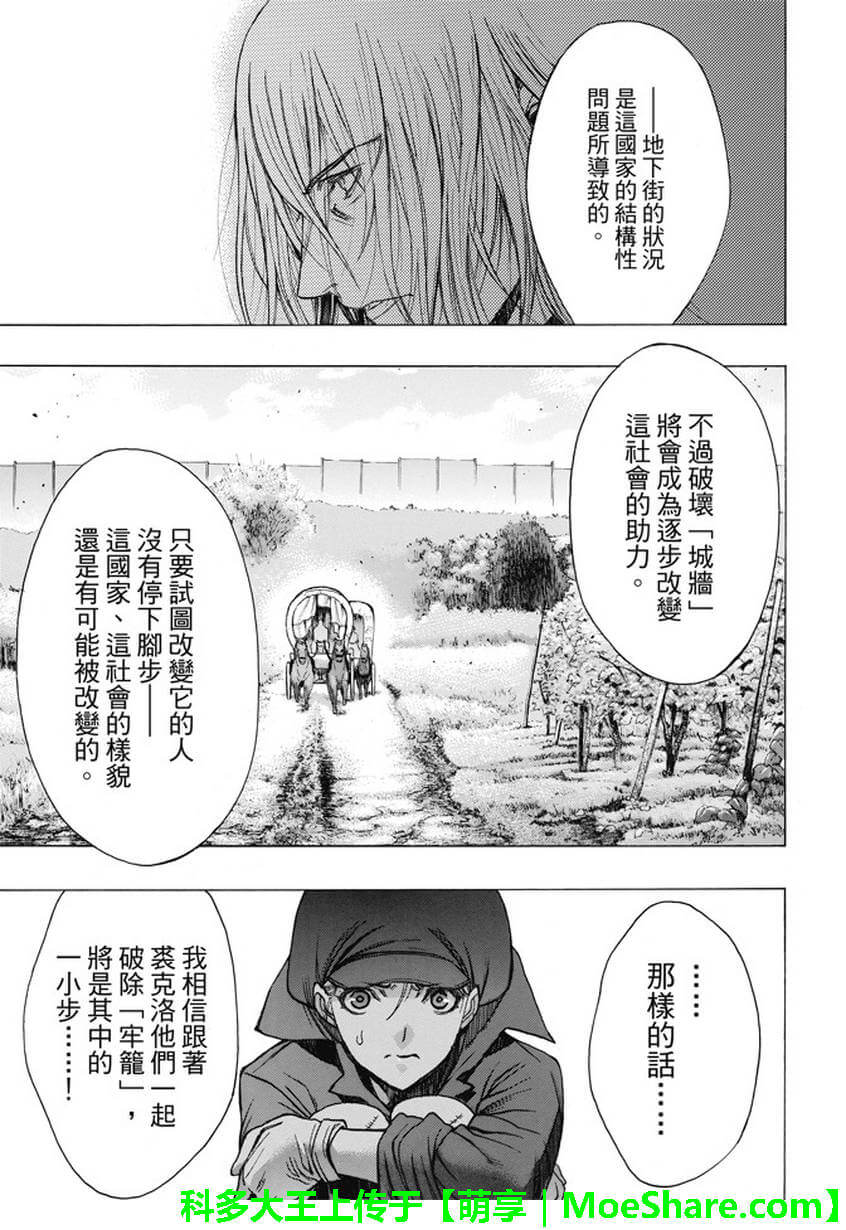 ——地下街的狀況
是這國家的結構性
問題所導致的。
不過破壞「城牆」
將會成為逐步改變
這社會的助力。
只要試圖改變它的人
沒有停下腳步——
這國家、這社會的樣貌
還是有可能被改變的。
……
那樣的話……
我相信跟著
裘克洛他們一起
破除「牢籠」，
將是其中的
一小步……！
科多大王上传于【萌享｜MoeShare.com】